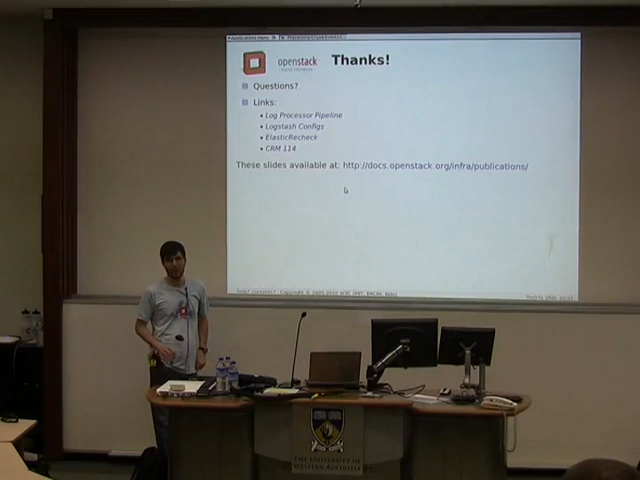 openstack
Thanks!
Questions?
Links:
Log Processor Pipeline
Logstash Configs
ElasticRecheck
CRM 114
These slides available at: http://docs.openstack.org/infra/publications/
THE UNIVERSITY OF
WESTERN AUSTRALIA